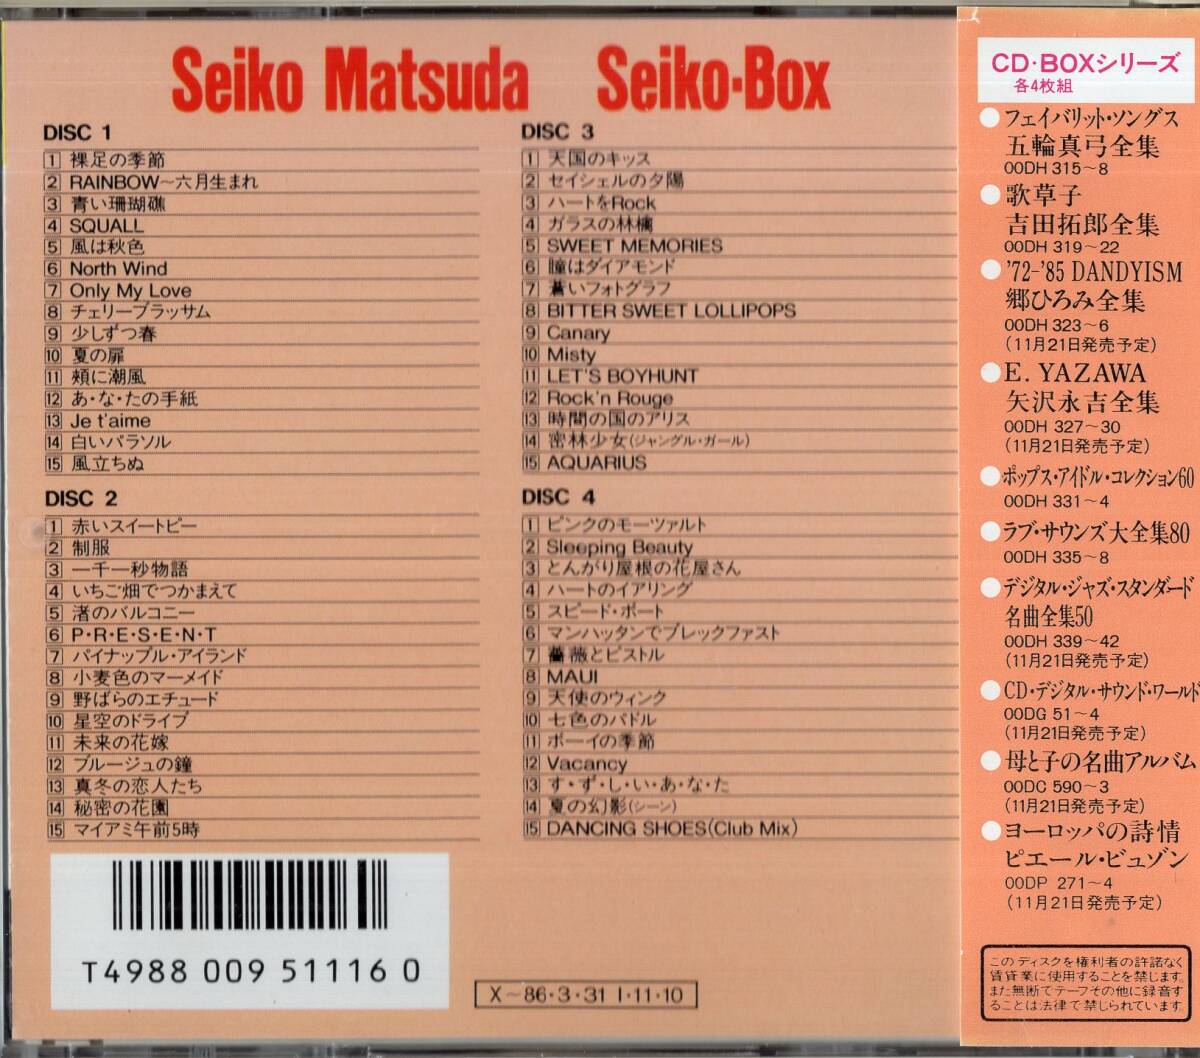 Seiko Matsuda Seiko・Box
DISC 1
1 裸足の季節
2 RAINBOW〜六月生まれ
3 青い珊瑚礁
4 SQUALL
5 風は秋色
6 North Wind
7 Only My Love
8 チェリーブラッサム
9 少しずつ春
10 夏の扉
11 頬に潮風
12 あ・な・たの手紙
13 Je t'aime
14 白いパラソル
15 風立ちぬ
DISC 2
1 赤いスイートピー
2 制服
3 一千一秒物語
4 いちご畑でつかまえて
5 渚のバルコニー
6 P・R・E・S・E・N・T
7 パイナップル・アイランド
8 小麦色のマーメイド
9 野ばらのエチュード
10 星空のドライブ
11 未来の花嫁
12 ブルージュの鐘
13 真冬の恋人たち
14 秘密の花園
15 マイアミ午前5時
DISC 3
1 天国のキッス
2 セイシェルの夕陽
3 ハートをRock
4 ガラスの林檎
5 SWEET MEMORIES
6 瞳はダイアモンド
7 蒼いフォトグラフ
8 BITTER SWEET LOLLIPOPS
9 Canary
10 Misty
11 LET'S BOYHUNT
12 Rock'n Rouge
13 時間の国のアリス
14 密林少女(ジャングル・ガール)
15 AQUARIUS
DISC 4
1 ピンクのモーツァルト
2 Sleeping Beauty
3 とんがり屋根の花屋さん
4 ハートのイアリング
5 スピード・ボート
6 マンハッタンでブレックファスト
7 薔薇とピストル
8 MAUI
9 天使のウィンク
10 七色のパドル
11 ボーイの季節
12 Vacancy
13 す・ず・し・い・あ・な・た
14 夏の幻影(シーン)
15 DANCING SHOES(Club Mix)
T4988 009 51116 0
X〜86・3・31 I・11・10
CD・BOXシリーズ
各4枚組
●フェイバリット・ソングス
五輪真弓全集
00DH 315〜8
●歌草子
吉田拓郎全集
00DH 319〜22
●'72-'85 DANDYISM
郷ひろみ全集
00DH 323〜6
(11月21日発売予定)
●E. YAZAWA
矢沢永吉全集
00DH 327〜30
(11月21日発売予定)
●ポップス・アイドル・コレクション60
00DH 331〜4
●ラブ・サウンズ大全集80
00DH 335〜8
●デジタル・ジャズ・スタンダード
名曲全集50
00DH 339〜42
(11月21日発売予定)
●CD・デジタル・サウンド・ワールド
00DG 51〜4
(11月21日発売予定)
●母と子の名曲アルバム
00DC 590〜3
(11月21日発売予定)
●ヨーロッパの詩情
ピエール・ビュゾン
00DP 271〜4
(11月21日発売予定)
このディスクを権利者の許諾なく
賃貸業に使用することを禁じます。
また無断でテープその他に録音す
ることは法律で禁じられています。